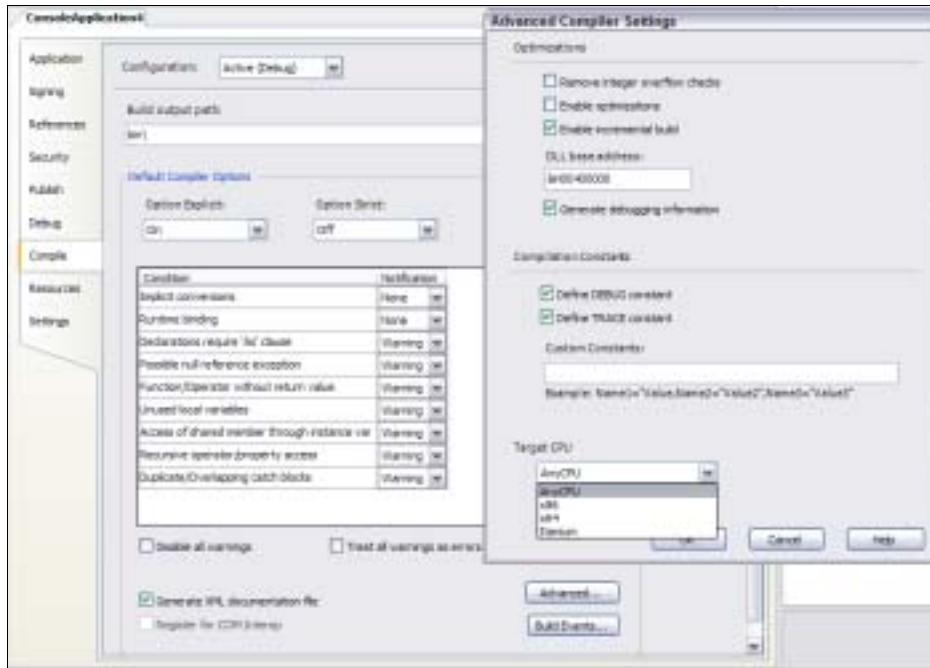 ConsoleApplication4
Application
Signing
References
Security
Publish
Debug
Compile
Resources
Settings
Configuration:
Active (Debug)
Build output path:
bin\
Default Compiler Options
Option Explicit:
Option Strict:
On
Off
Condition
Notification
Implicit conversions
None
Runtime binding
None
Declarations require 'As' clause
Warning
Possible null reference exception
Warning
Function/Operator without return value
Warning
Unused local variables
Warning
Access of shared member through instance var
Warning
Recursive operator/property access
Warning
Duplicate/Overlapping catch blocks
Warning
Disable all warnings
Treat all warnings as errors
Generate XML documentation file
Register for COM Interop
Advanced...
Build Events...
Advanced Compiler Settings
Optimizations
Remove integer overflow checks
Enable optimizations
Enable incremental build
DLL base address:
&H00400000
Generate debugging information
Compilation Constants
Define DEBUG constant
Define TRACE constant
Custom Constants:
Example: Name1="Value,Name2="Value2",Name3="Value3"
Target CPU
AnyCPU
AnyCPU
x86
x64
Itanium
OK
Cancel
Help